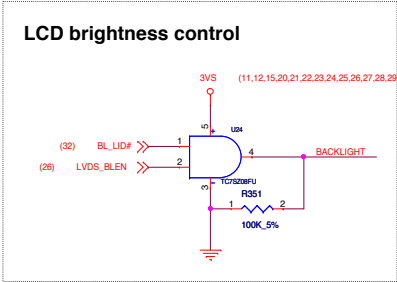 LCD brightness control
3VS (11,12,15,20,21,22,23,24,25,26,27,28,29
5 U24
(32) BL_LID# 1
4 BACKLIGHT
(26) LVDS_BLEN 2
3 TC7SZ08FU
R351
1 2
100K_5%